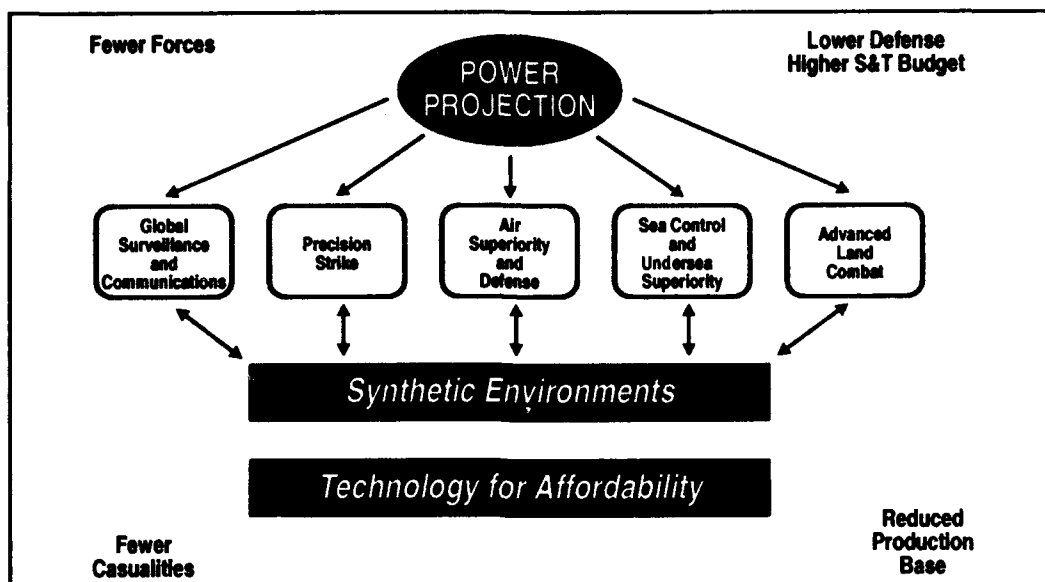 Fewer Forces
Lower Defense
Higher S&T Budget
POWER
PROJECTION
Global
Surveillance
and
Communications
Precision
Strike
Air
Superiority
and
Defense
Sea Control
and
Undersea
Superiority
Advanced
Land
Combat
Synthetic Environments
Technology for Affordability
Fewer
Casualities
Reduced
Production
Base